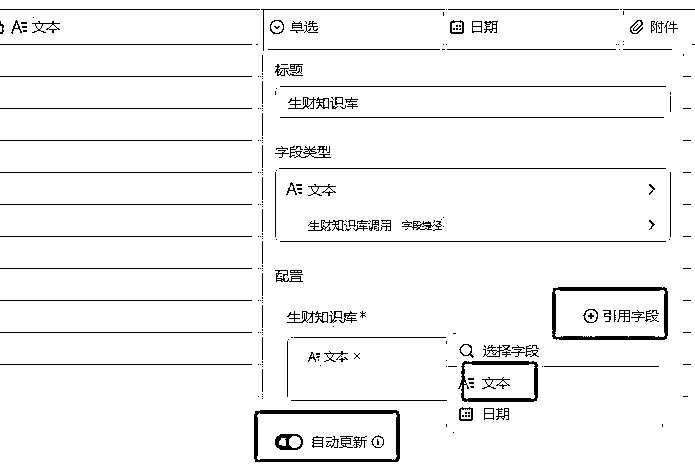 文本 单选 日期 附件
标题
生财知识库
字段类型
文本
生财知识库调用 字段捷径
配置
生财知识库*
引用字段
文本 ×
选择字段
文本
日期
自动更新